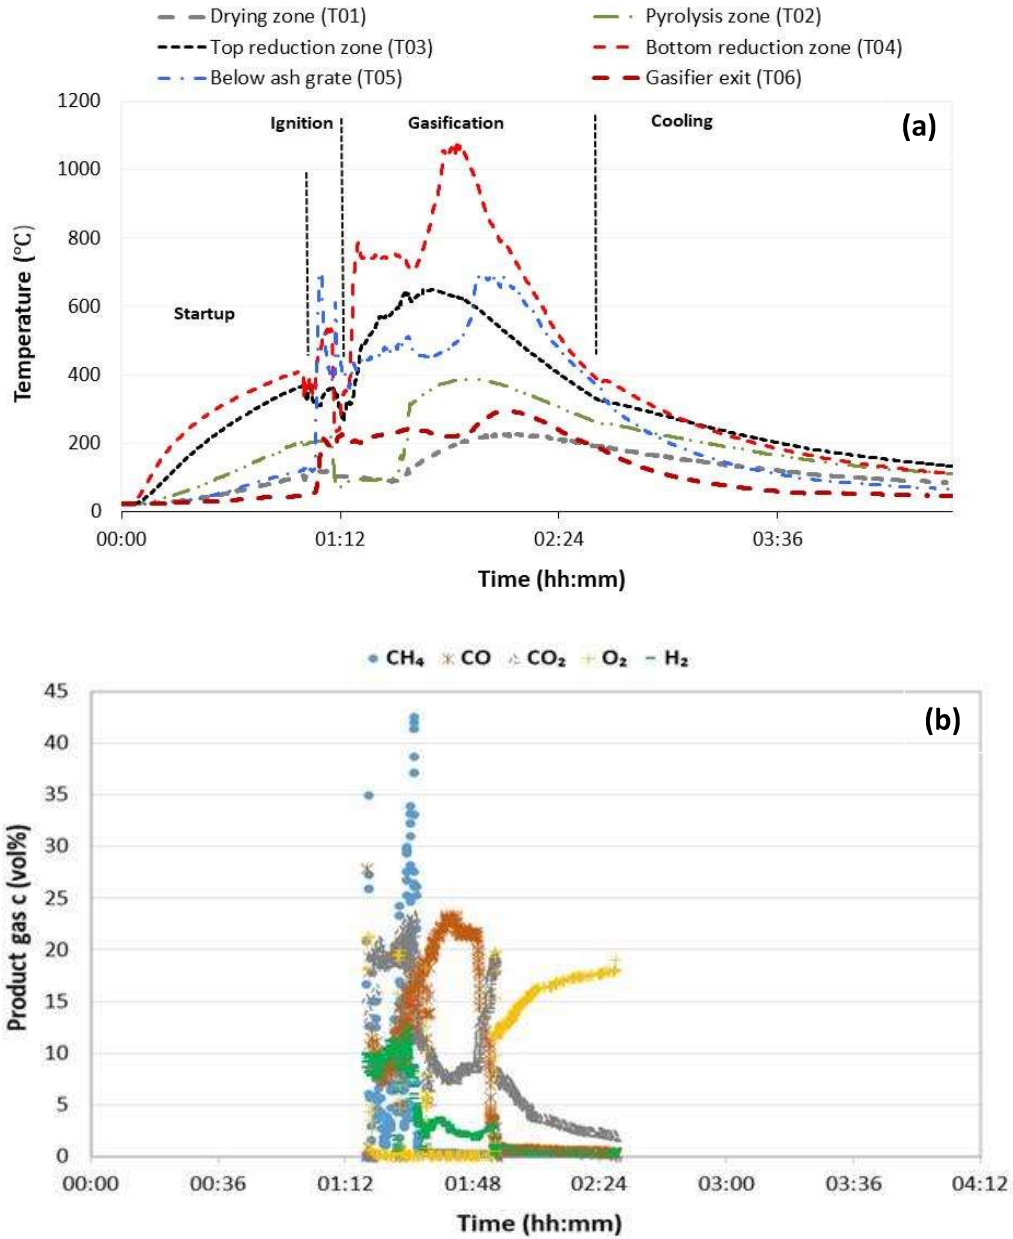 Drying zone (T01) Pyrolysis zone (T02)
Top reduction zone (T03) Bottom reduction zone (T04)
Below ash grate (T05) Gasifier exit (T06)
1200
(a)
Ignition Gasification Cooling
1000
800
600
Startup
400
200
0
Temperature (°C)
00:00 01:12 02:24 03:36
Time (hh:mm)
CH₄ CO CO₂ O₂ H₂
45
(b)
40
35
30
25
20
15
10
5
0
Product gas c (vol%)
00:00 00:36 01:12 01:48 02:24 03:00 03:36 04:12
Time (hh:mm)